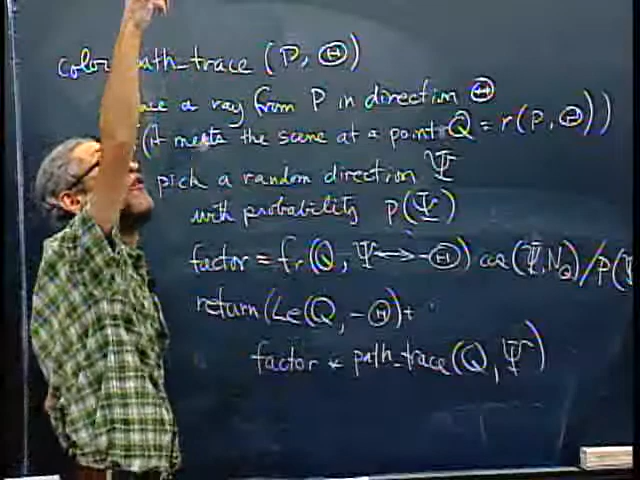 color path_trace (P, Θ)
a ray from P in direction Θ
(it meets the scene at a point Q = r(P, Θ))
pick a random direction Ψ
with probability p(Ψ)
factor = fr(Q, Ψ ↔ -Θ) cos(Ψ, N_Q)/p(Ψ
return (Le(Q, -Θ) +
factor * path_trace(Q, Ψ)